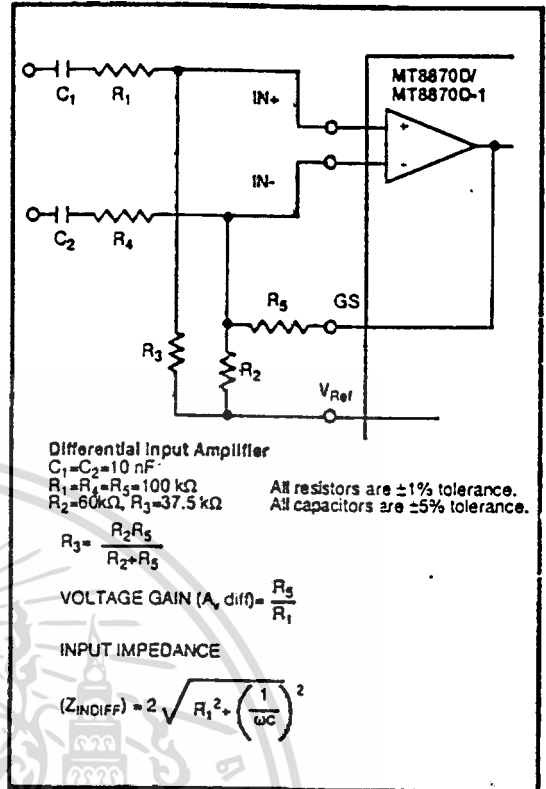 MT8870D/
MT8870D-1
C1
R1
IN+
+
-
IN-
C2
R4
R5
GS
R3
R2
VRef
Differential Input Amplifier
C1=C2=10 nF
R1=R4=R5=100 kΩ
All resistors are ±1% tolerance.
R2=60kΩ, R3=37.5 kΩ
All capacitors are ±5% tolerance.
R3= R2R5 / R2+R5
VOLTAGE GAIN (Av diff)= R5 / R1
INPUT IMPEDANCE
(ZINDIFF) = 2 √ R1² + (1 / ωc)²